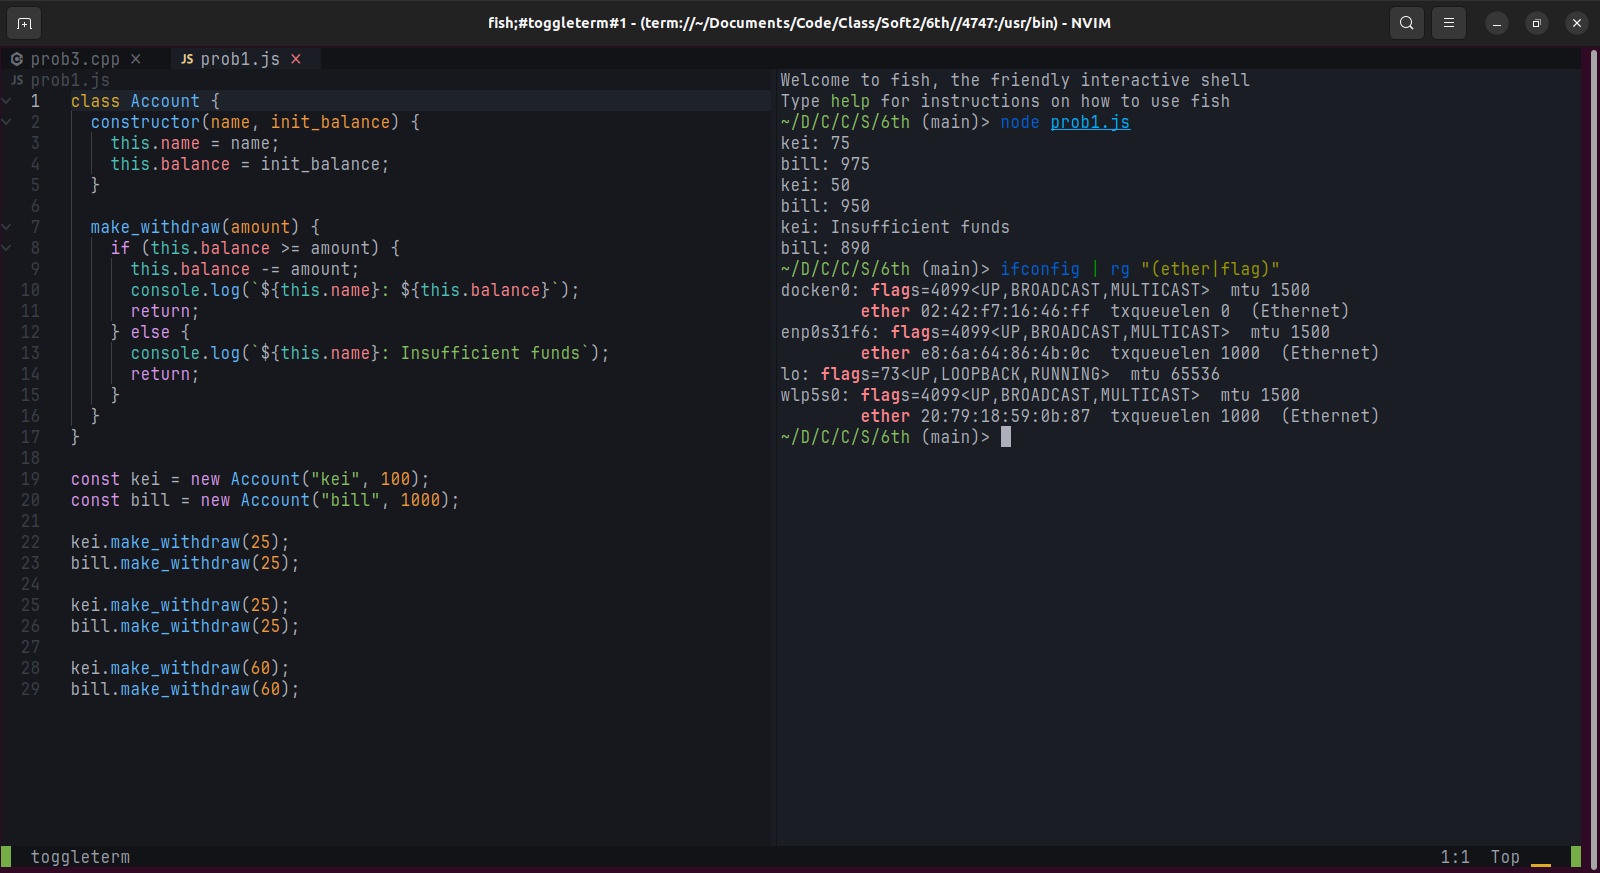 fish;#toggleterm#1 - (term://~/Documents/Code/Class/Soft2/6th//4747:/usr/bin) - NVIM
prob3.cpp × JS prob1.js ×
JS prob1.js
1 class Account {
2 constructor(name, init_balance) {
3 this.name = name;
4 this.balance = init_balance;
5 }
6
7 make_withdraw(amount) {
8 if (this.balance >= amount) {
9 this.balance -= amount;
10 console.log(`${this.name}: ${this.balance}`);
11 return;
12 } else {
13 console.log(`${this.name}: Insufficient funds`);
14 return;
15 }
16 }
17 }
18
19 const kei = new Account("kei", 100);
20 const bill = new Account("bill", 1000);
21
22 kei.make_withdraw(25);
23 bill.make_withdraw(25);
24
25 kei.make_withdraw(25);
26 bill.make_withdraw(25);
27
28 kei.make_withdraw(60);
29 bill.make_withdraw(60);
Welcome to fish, the friendly interactive shell
Type help for instructions on how to use fish
~/D/C/C/S/6th (main)> node prob1.js
kei: 75
bill: 975
kei: 50
bill: 950
kei: Insufficient funds
bill: 890
~/D/C/C/S/6th (main)> ifconfig | rg "(ether|flag)"
docker0: flags=4099<UP,BROADCAST,MULTICAST>  mtu 1500
ether 02:42:f7:16:46:ff  txqueuelen 0  (Ethernet)
enp0s31f6: flags=4099<UP,BROADCAST,MULTICAST>  mtu 1500
ether e8:6a:64:86:4b:0c  txqueuelen 1000  (Ethernet)
lo: flags=73<UP,LOOPBACK,RUNNING>  mtu 65536
wlp5s0: flags=4099<UP,BROADCAST,MULTICAST>  mtu 1500
ether 20:79:18:59:0b:87  txqueuelen 1000  (Ethernet)
~/D/C/C/S/6th (main)>
toggleterm 1:1 Top